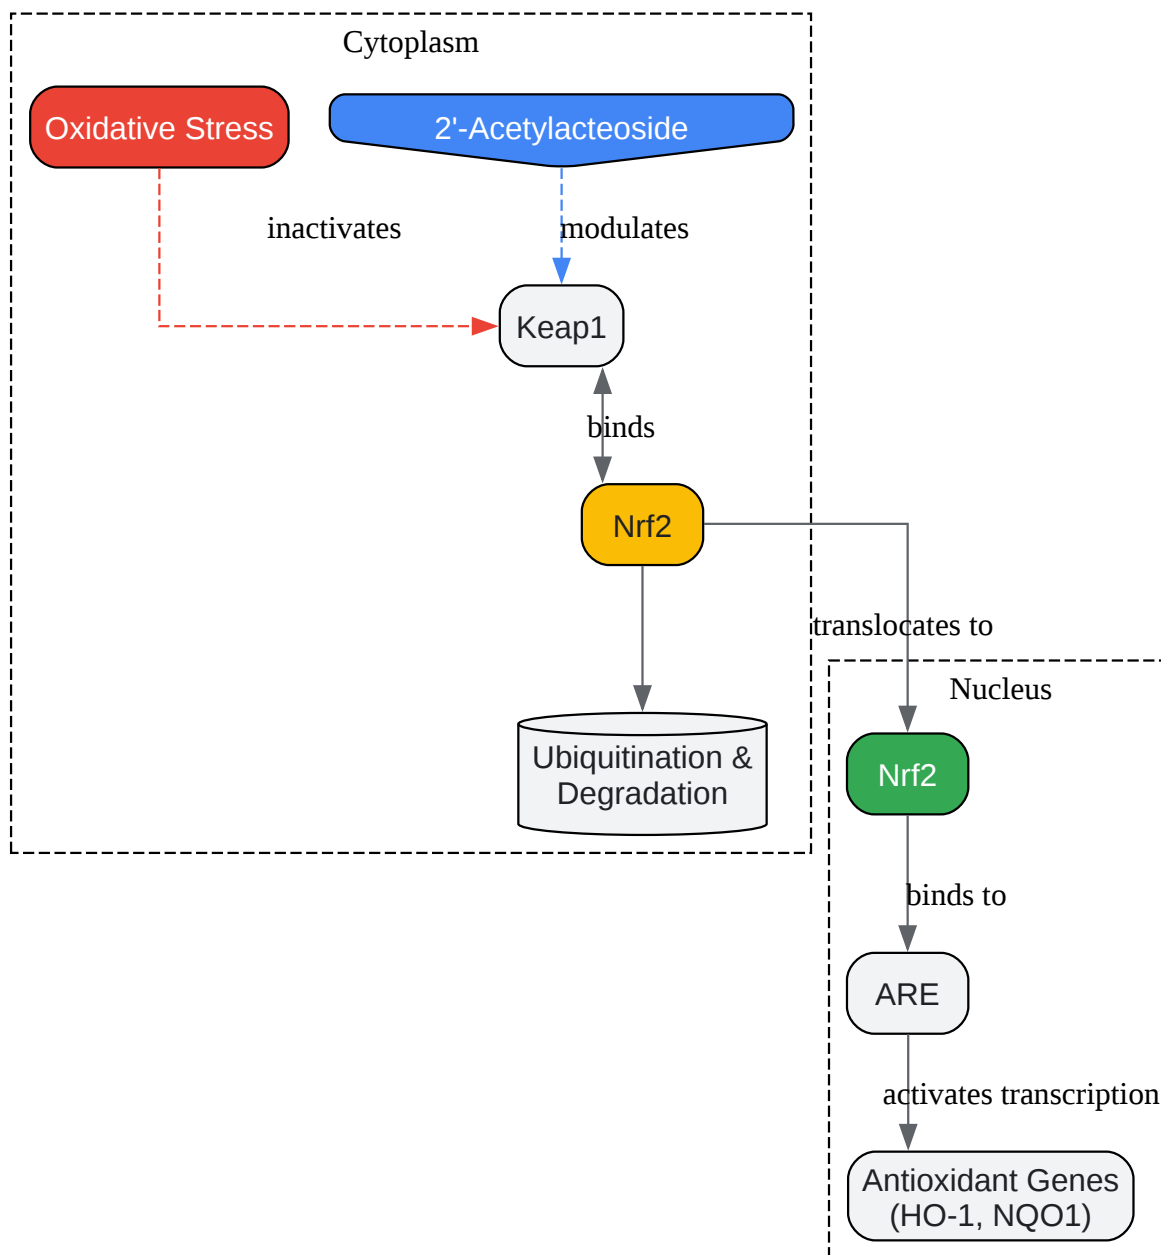 Cytoplasm
Oxidative Stress
2'-Acetylacteoside
inactivates
modulates
Keap1
binds
Nrf2
translocates to
Nucleus
Ubiquitination &
Degradation
Nrf2
binds to
ARE
activates transcription
Antioxidant Genes
(HO-1, NQO1)